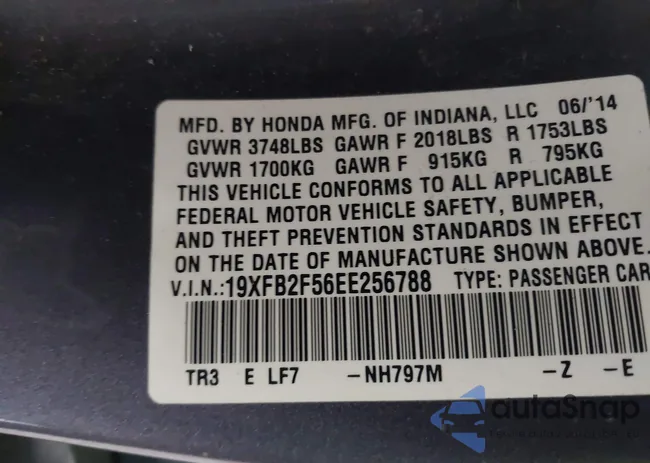 MFD. BY HONDA MFG. OF INDIANA, LLC 06/'14
GVWR 3748LBS GAWR F 2018LBS R 1753LBS
GVWR 1700KG GAWR F 915KG R 795KG
THIS VEHICLE CONFORMS TO ALL APPLICABLE
FEDERAL MOTOR VEHICLE SAFETY, BUMPER,
AND THEFT PREVENTION STANDARDS IN EFFECT
ON THE DATE OF MANUFACTURE SHOWN ABOVE.
V.I.N.:19XFB2F56EE256788 TYPE: PASSENGER CAR
TR3 E LF7 -NH797M -Z -E
autaSnap